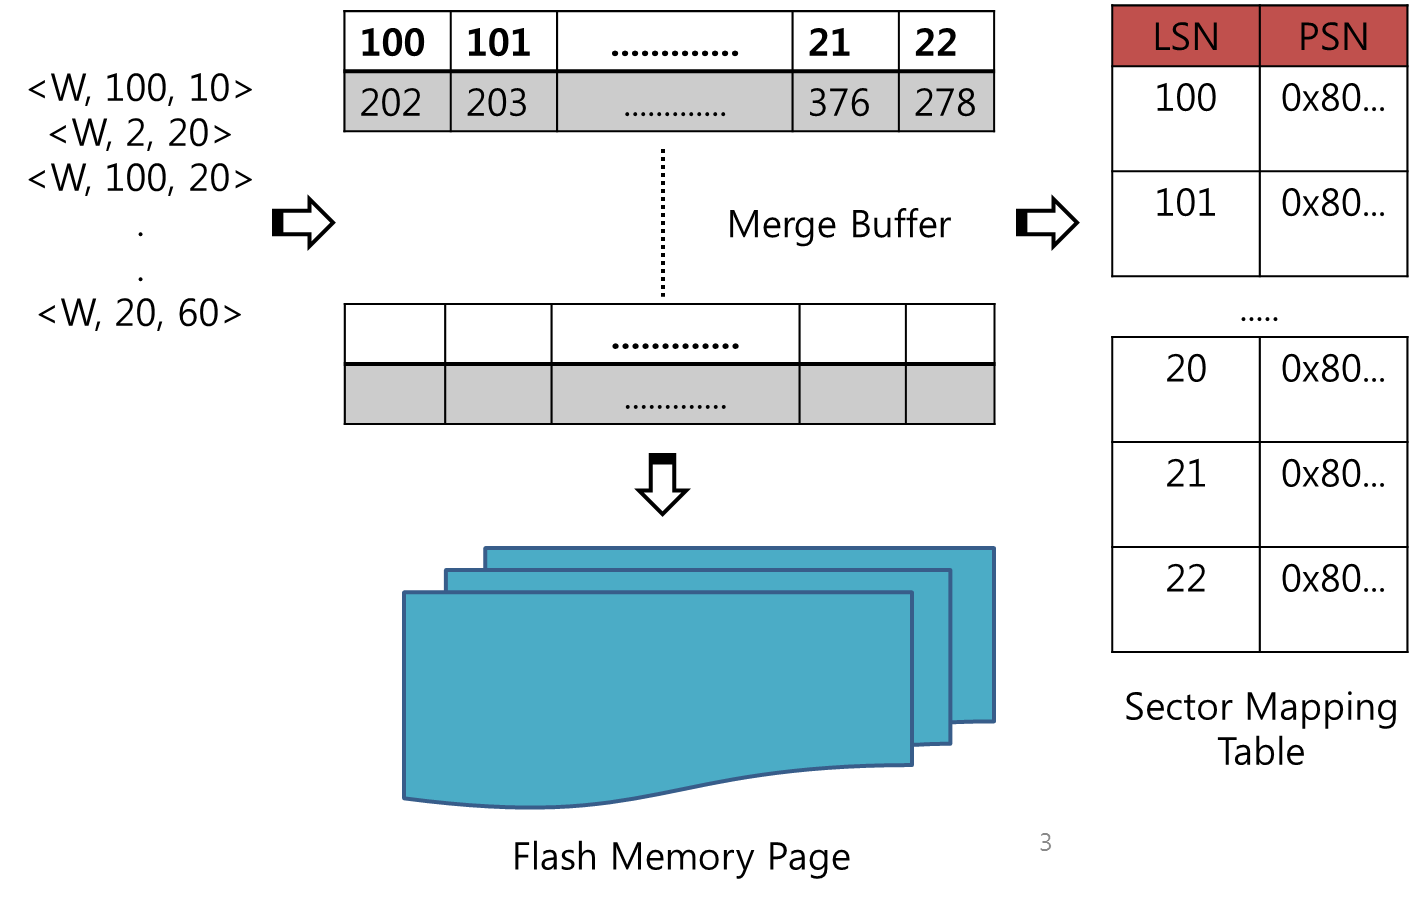 <W, 100, 10>
<W, 2, 20>
<W, 100, 20>
.
.
<W, 20, 60>
100 101 ............. 21 22
202 203 ............. 376 278
Merge Buffer
.............
.............
Flash Memory Page
LSN PSN
100 0x80...
101 0x80...
.....
20 0x80...
21 0x80...
22 0x80...
Sector Mapping
Table
3